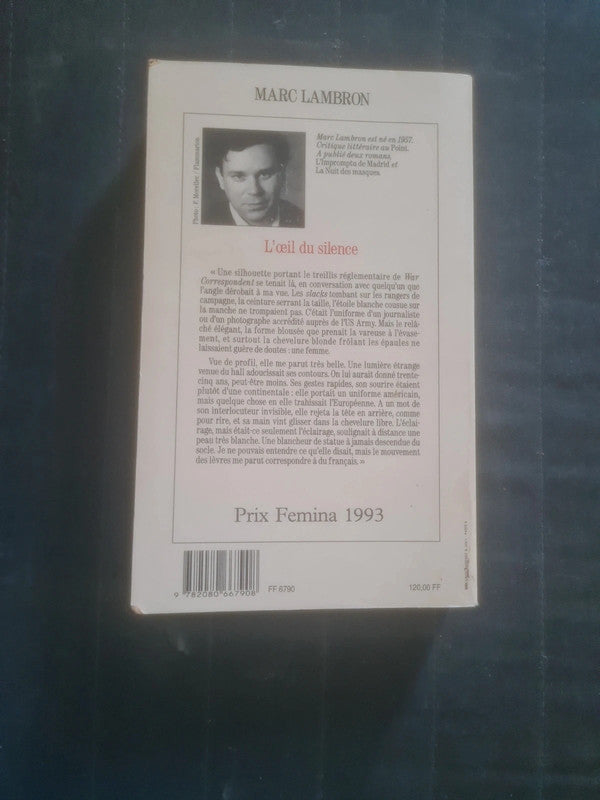 MARC LAMBRON
Marc Lambron est né en 1957.
Critique littéraire au Point.
A publié deux romans,
L'Impromptu de Madrid et
La Nuit des masques.
Flammarion
L'œil du silence
« Une silhouette portant le treillis réglementaire de War
Correspondent se tenait là, en conversation avec quelqu'un que
l'angle dérobait à ma vue. Les slacks tombant sur les rangers de
campagne, la ceinture serrant la taille, l'étoile blanche cousue sur
la manche ne trompaient pas. C'était l'uniforme d'un journaliste
ou d'un photographe accrédité auprès de l'US Army. Mais le relâ-
ché élégant, la forme blousée que prenait la vareuse à l'évase-
ment, et surtout la chevelure blonde frôlant les épaules ne
laissaient guère de doutes : une femme.
Vue de profil, elle me parut très belle. Une lumière étrange
venue du hall adoucissait ses contours. On lui aurait donné trente-
cinq ans, peut-être moins. Ses gestes rapides, son sourire étaient
plutôt d'une continentale : elle portait un uniforme américain,
mais quelque chose en elle trahissait l'Européenne. A un mot de
son interlocuteur invisible, elle rejeta la tête en arrière, comme
pour rire, et sa main vint glisser dans la chevelure libre. L'éclai-
rage, mais était-ce seulement l'éclairage, soulignait à distance une
peau très blanche. Une blancheur de statue à jamais descendue du
socle. Je ne pouvais entendre ce qu'elle disait, mais le mouvement
des lèvres me parut correspondre à du français. »
Prix Femina 1993
9 782080 667908
FF 6790
120,00 FF